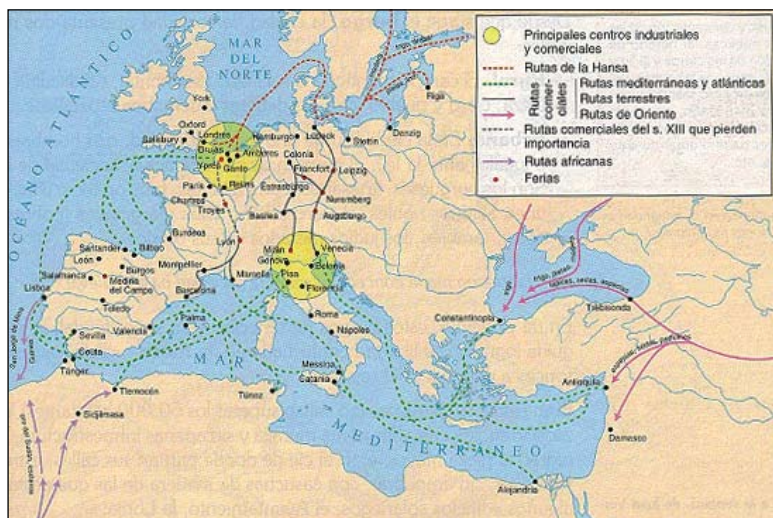 Principales centros industriales
y comerciales
Rutas de la Hansa
Rutas comerciales
Rutas mediterráneas y atlánticas
Rutas terrestres
Rutas de Oriente
Rutas comerciales del s. XIII que pierden
importancia
Rutas africanas
Ferias
OCÉANO ATLÁNTICO
MAR
DEL
NORTE
York
Oxford
Londres
Salisbury
Brujas
Amberes
Ypres
Gante
Hamburgo
Lübeck
Stettin
Danzig
Riga
Colonia
Francfort
Leipzig
París
Reims
Chartres
Troyes
Estrasburgo
Nuremberg
Basilea
Augsburgo
Burdeos
Lyón
Milán
Venecia
Génova
Bolonia
Pisa
Florencia
Montpellier
Marsella
Santander
Bilbao
León
Burgos
Salamanca
Medina
del Campo
Barcelona
Lisboa
Toledo
Valencia
Palma
Roma
Nápoles
Sevilla
Ceuta
Tánger
Messina
Catania
Tlemecén
Túnez
Sidjilmasa
Constantinopla
Trebisonda
Antioquía
Damasco
Alejandría
MAR
MEDITERRÁNEO
trigo